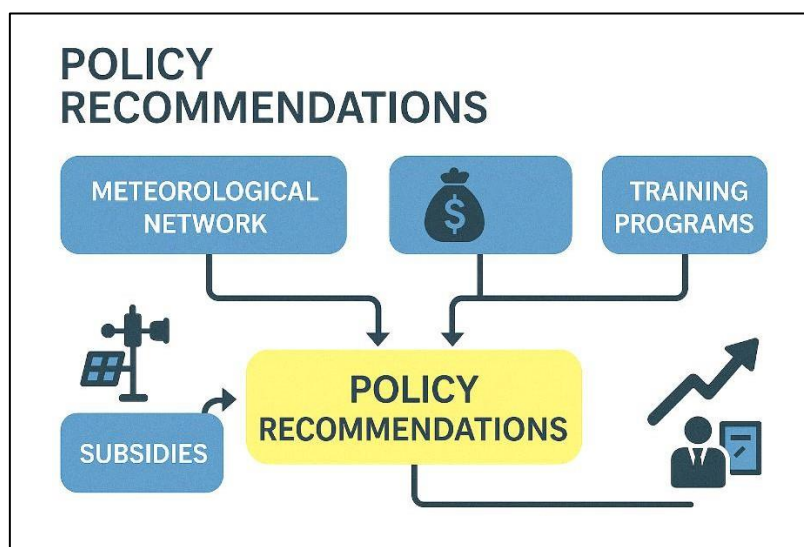 POLICY
RECOMMENDATIONS
METEOROLOGICAL
NETWORK
$
TRAINING
PROGRAMS
SUBSIDIES
POLICY
RECOMMENDATIONS